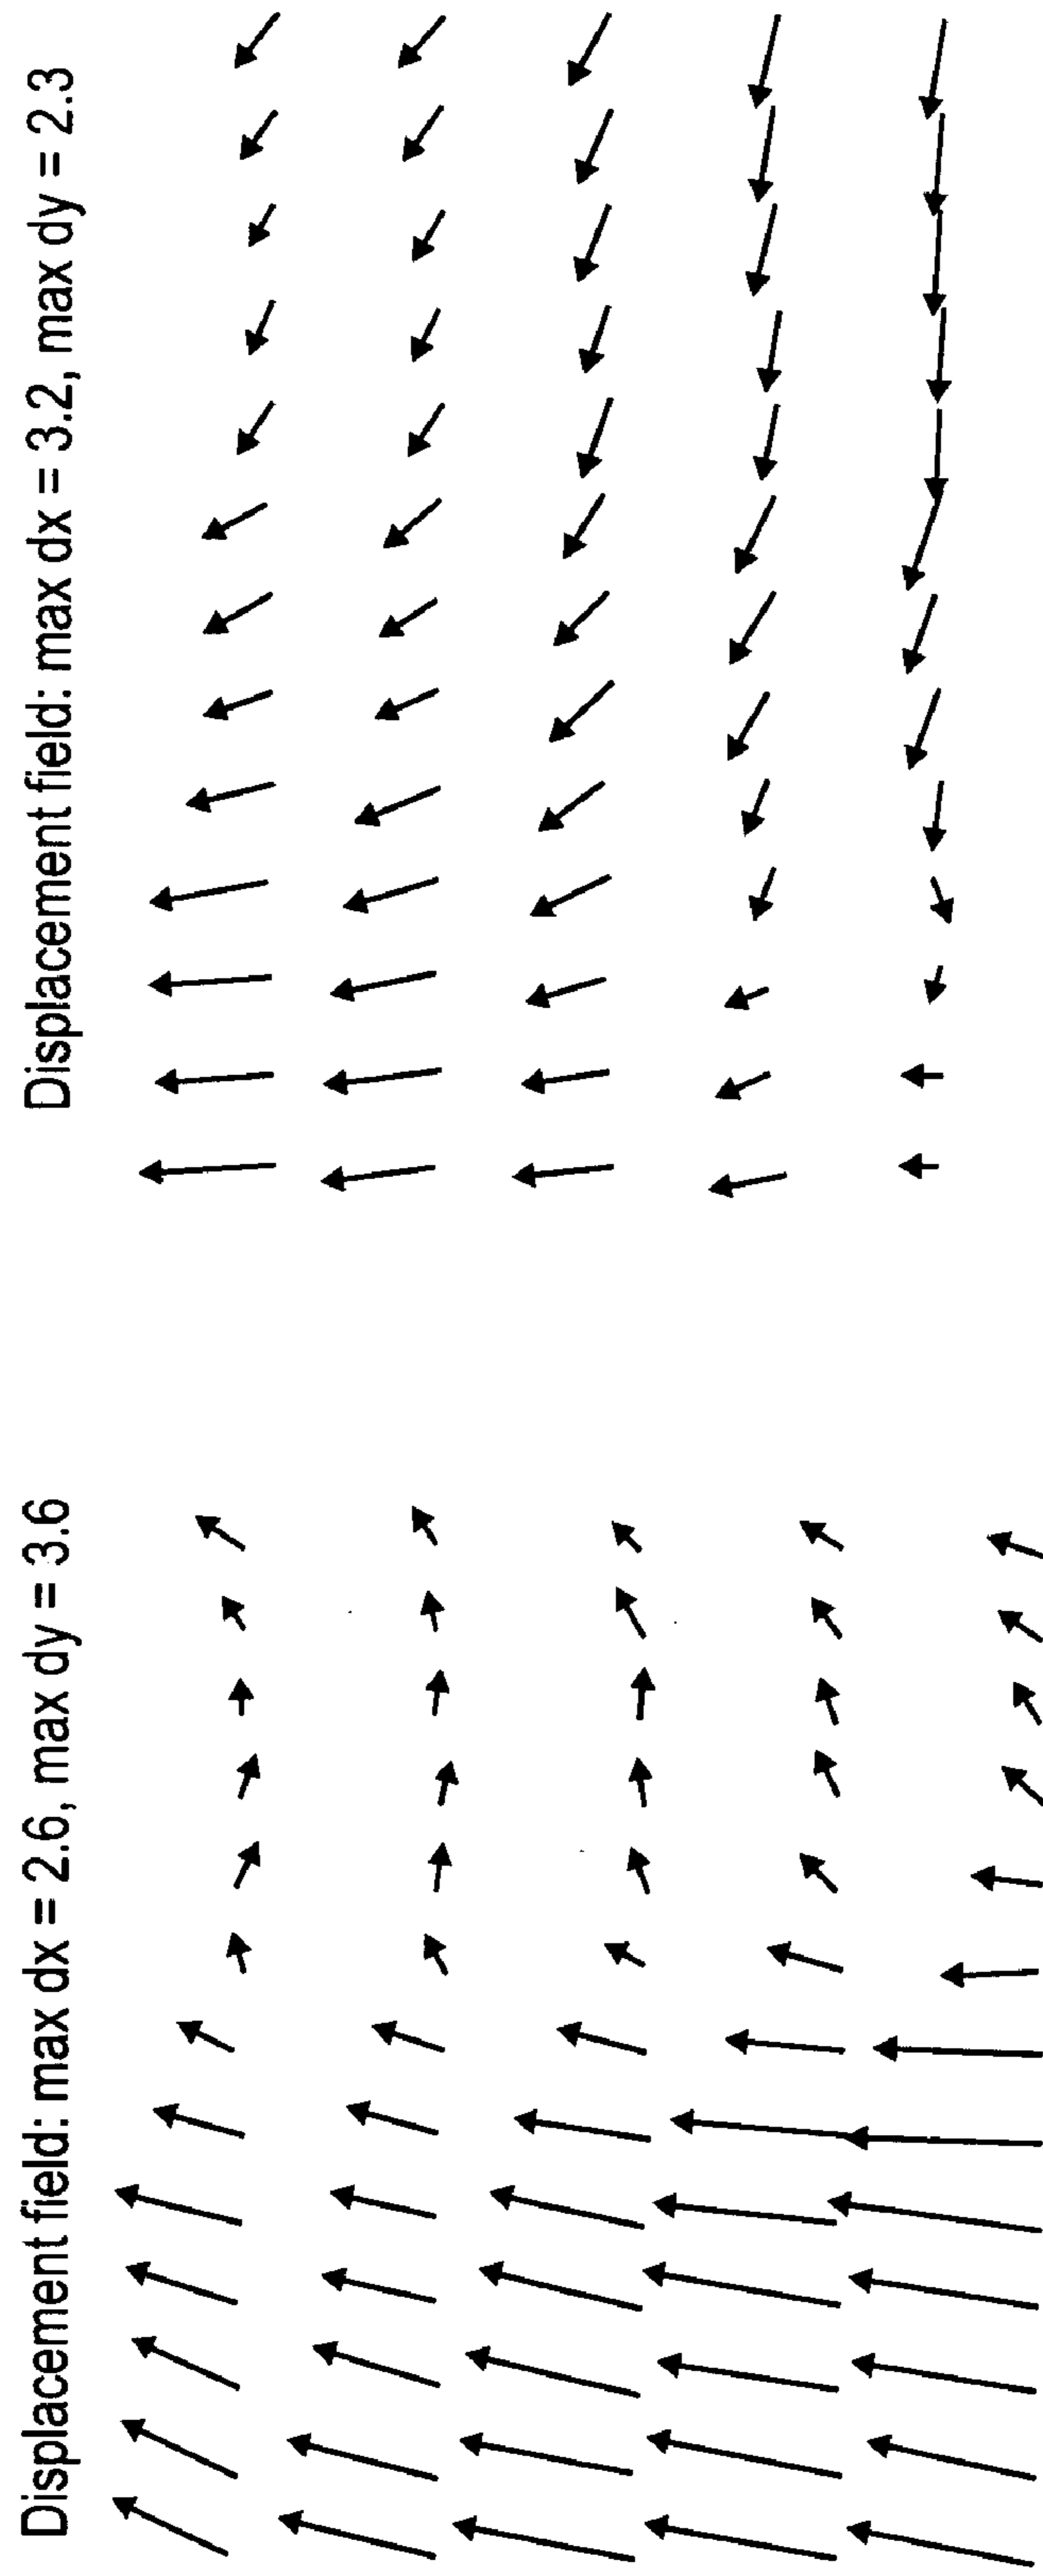 Displacement field: max dx = 2.6, max dy = 3.6
Displacement field: max dx = 3.2, max dy = 2.3